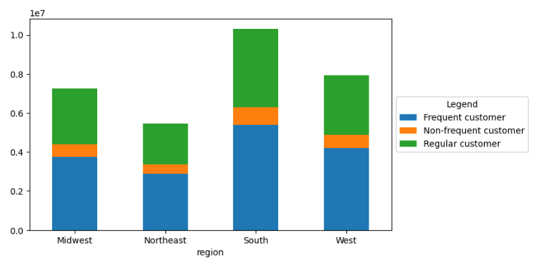 1e7
1.0
0.8
0.6
0.4
0.2
0.0
Midwest
Northeast
South
West
region
Legend
Frequent customer
Non-frequent customer
Regular customer